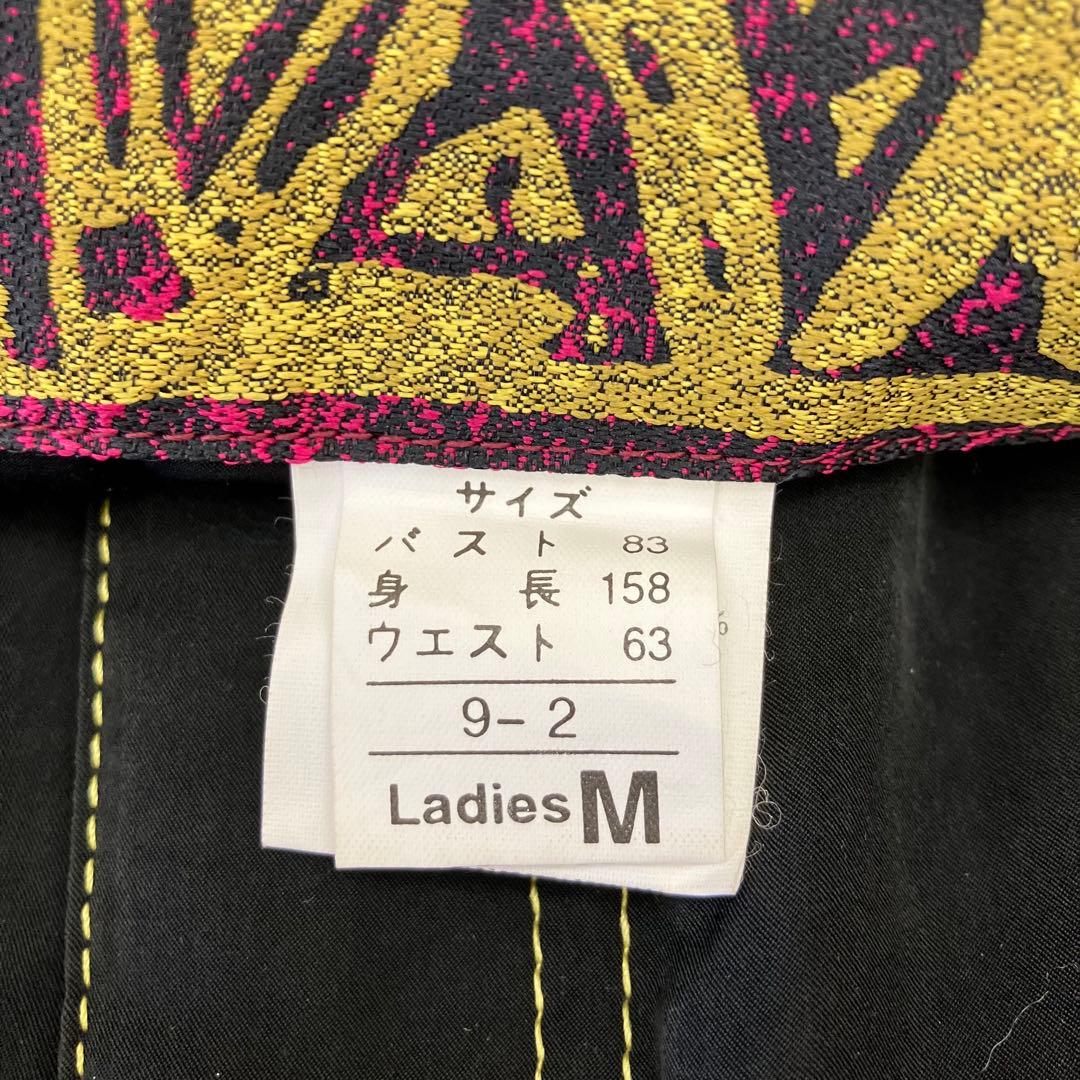 サイズ
バスト 83
身長 158
ウエスト 63
9-2
Ladies M
%